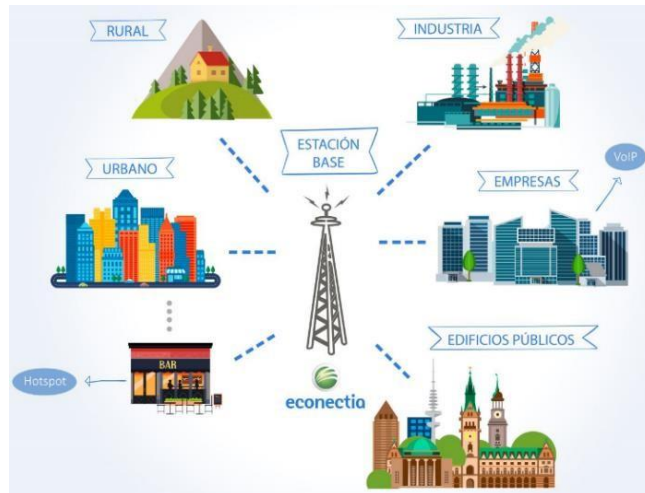 RURAL
INDUSTRIA
ESTACIÓN
BASE
VoIP
URBANO
EMPRESAS
EDIFICIOS PÚBLICOS
BAR
Hotspot
econectia